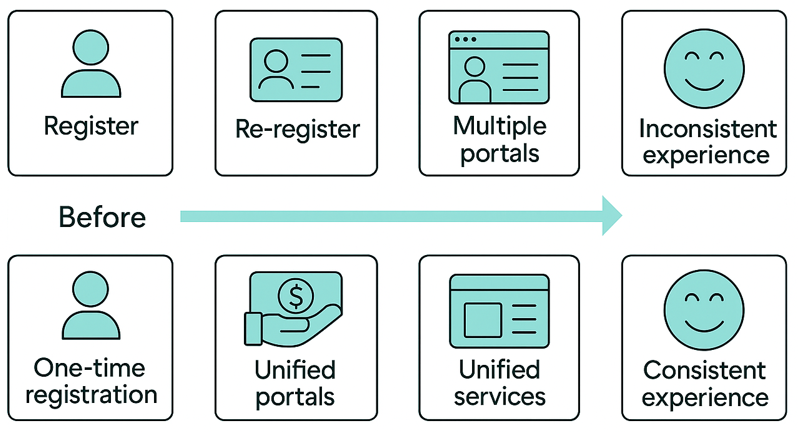 Register
Re-register
Multiple
portals
Inconsistent
experience
Before
One-time
registration
$
Unified
portals
Unified
services
Consistent
experience